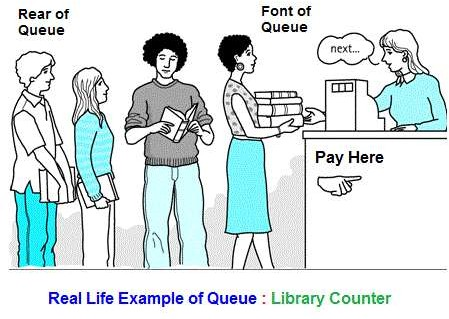 Rear of
Queue
Font of
Queue
next...
Pay Here
Real Life Example of Queue : Library Counter